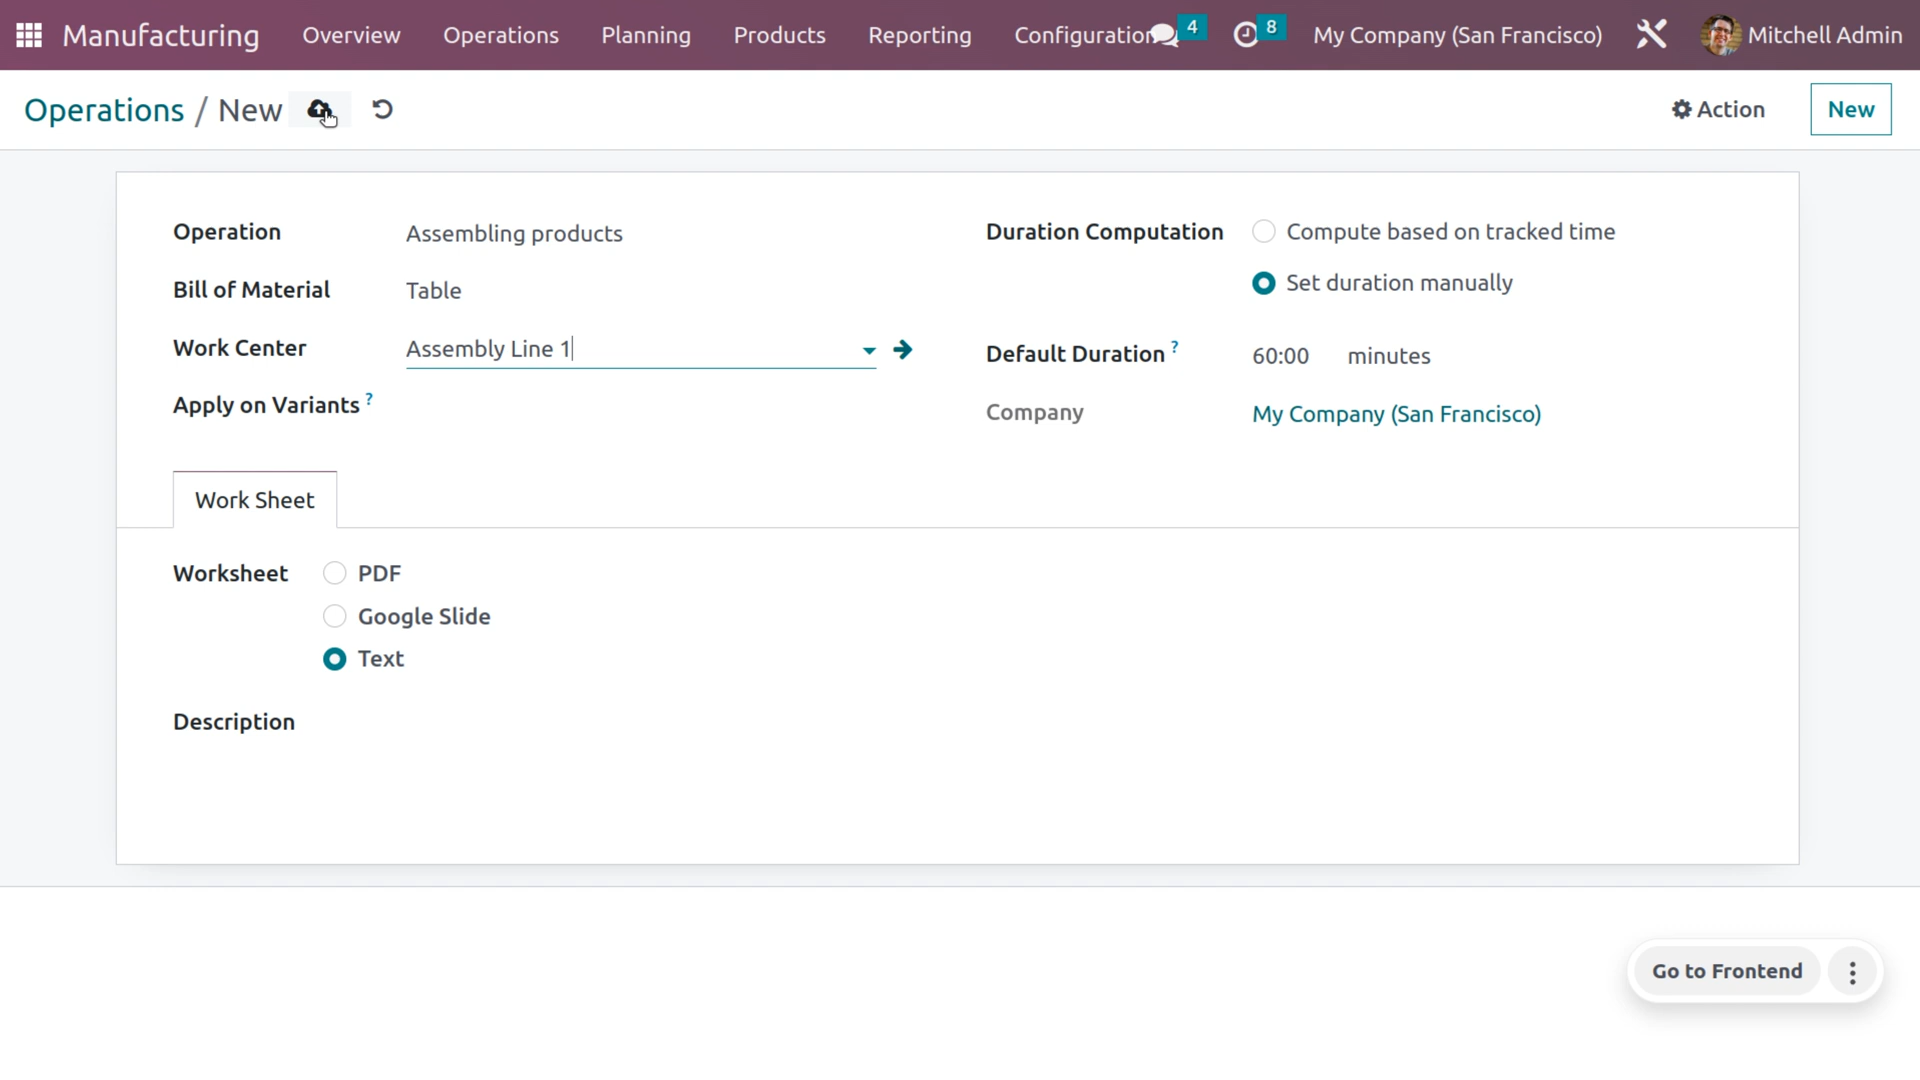 Manufacturing Overview Operations Planning Products Reporting Configuration 4 8 My Company (San Francisco) Mitchell Admin
Operations / New Action New
Operation Assembling products Duration Computation Compute based on tracked time
Bill of Material Table Set duration manually
Work Center Assembly Line 1 Default Duration ? 60:00 minutes
Apply on Variants ? Company My Company (San Francisco)
Work Sheet
Worksheet PDF
Google Slide
Text
Description
Go to Frontend